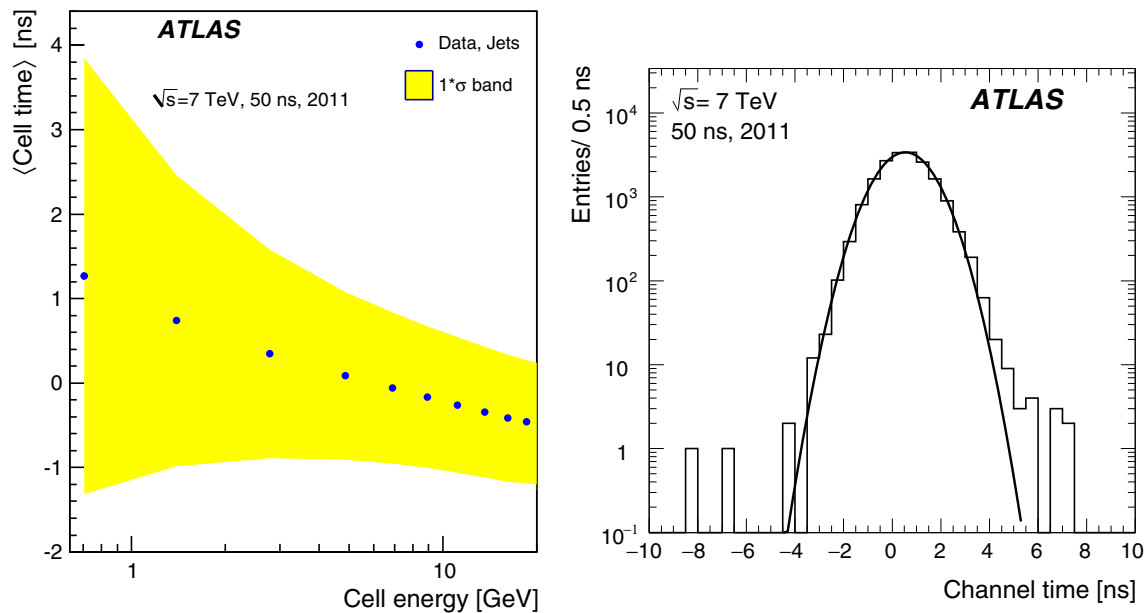 ATLAS
Data, Jets
1*σ band
√s=7 TeV, 50 ns, 2011
⟨Cell time⟩ [ns]
4
3
2
1
0
-1
-2
1
10
Cell energy [GeV]
√s= 7 TeV
ATLAS
50 ns, 2011
Entries/ 0.5 ns
10⁴
10³
10²
10
1
10⁻¹
−10 −8 −6 −4 −2 0 2 4 6 8 10
Channel time [ns]